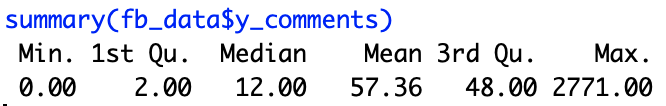 summary(fb_data$y_comments)
Min. 1st Qu. Median Mean 3rd Qu. Max.
0.00 2.00 12.00 57.36 48.00 2771.00